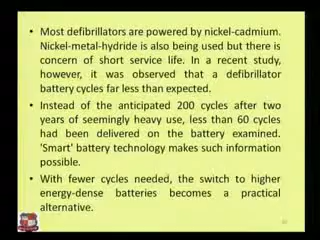 • Most defibrillators are powered by nickel-cadmium.
Nickel-metal-hydride is also being used but there is
concern of short service life. In a recent study,
however, it was observed that a defibrillator
battery cycles far less than expected.
• Instead of the anticipated 200 cycles after two
years of seemingly heavy use, less than 60 cycles
had been delivered on the battery examined.
'Smart' battery technology makes such information
possible.
• With fewer cycles needed, the switch to higher
energy-dense batteries becomes a practical
alternative.